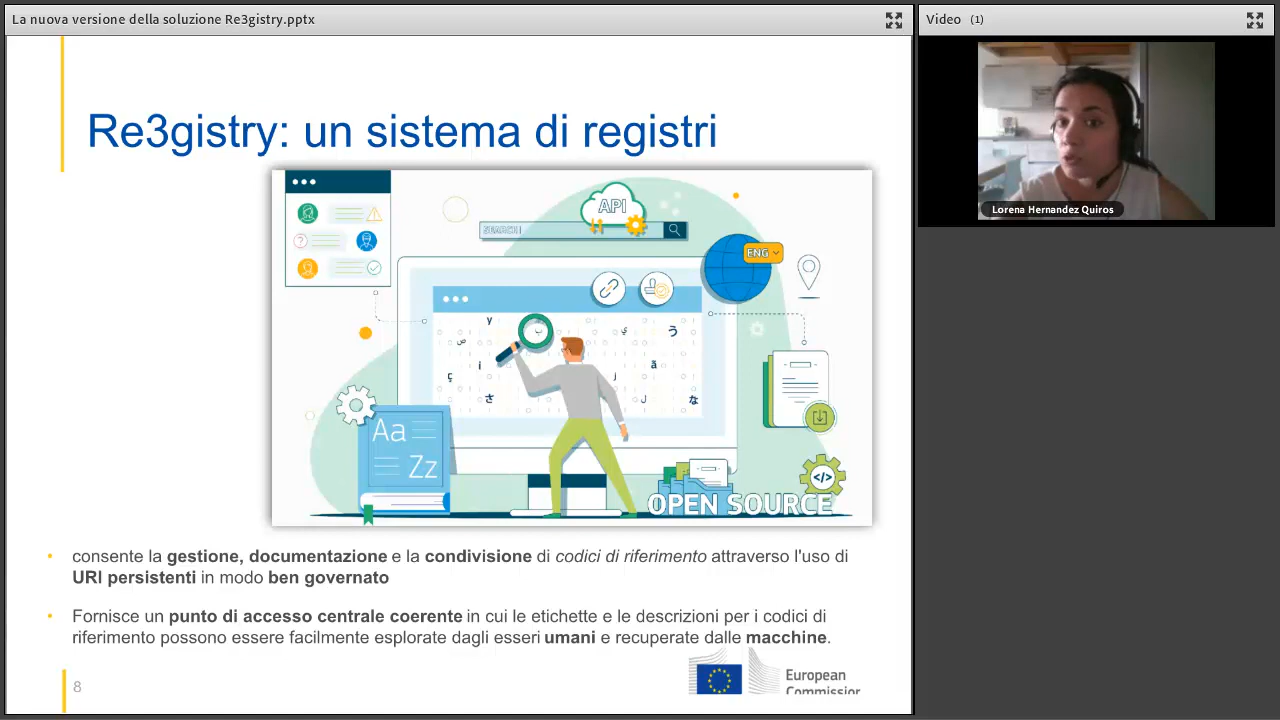 La nuova versione della soluzione Re3gistry.pptx
Video (1)
Lorena Hernandez Quiros
Re3gistry: un sistema di registri
API
SEARCH
ENG
y
ي
う
i
ã
ç
さ
な
Aa
Zz
</>
OPEN SOURCE
• consente la gestione, documentazione e la condivisione di codici di riferimento attraverso l'uso di
URI persistenti in modo ben governato
• Fornisce un punto di accesso centrale coerente in cui le etichette e le descrizioni per i codici di
riferimento possono essere facilmente esplorate dagli esseri umani e recuperate dalle macchine.
8
European
Commission